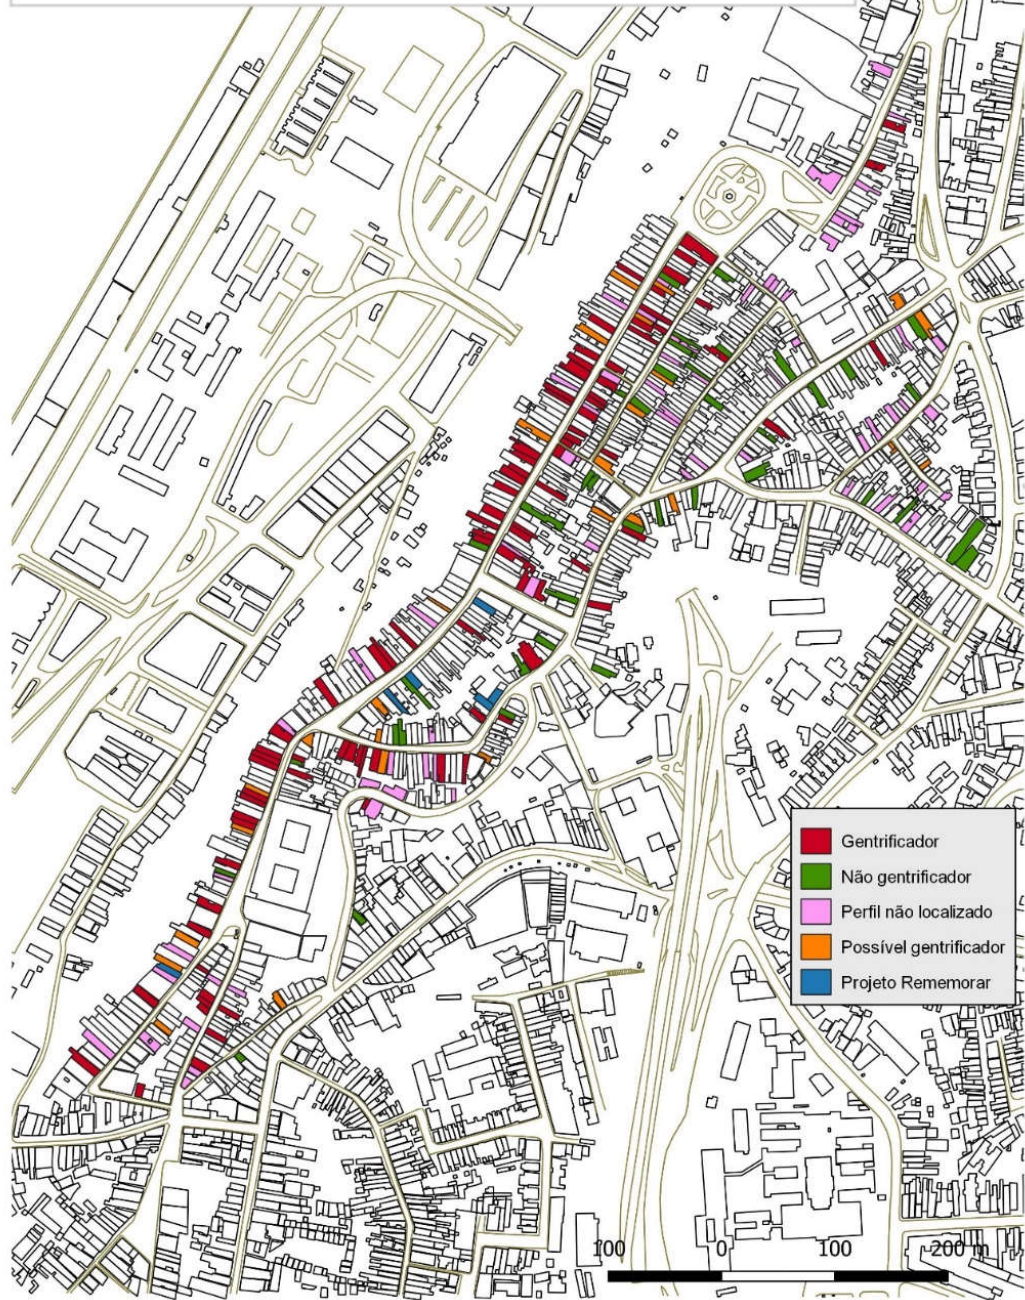 Gentrificador
Não gentrificador
Perfil não localizado
Possível gentrificador
Projeto Rememorar
100 0 100 200 m